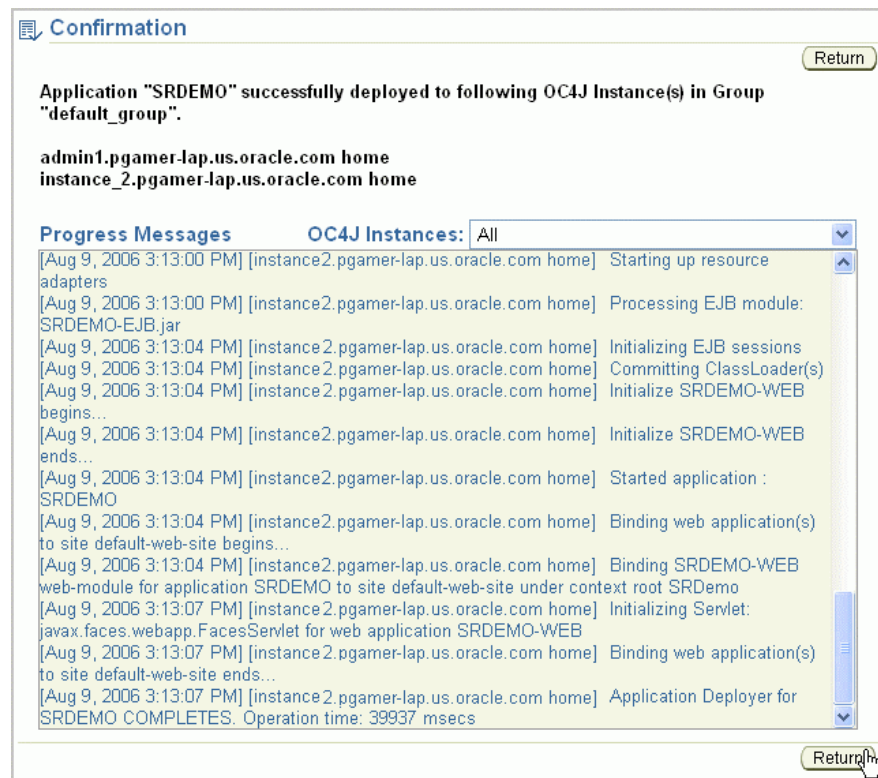 Confirmation
Return
Application "SRDEMO" successfully deployed to following OC4J Instance(s) in Group
"default_group".
admin1.pgamer-lap.us.oracle.com home
instance_2.pgamer-lap.us.oracle.com home
Progress Messages OC4J Instances: All
[Aug 9, 2006 3:13:00 PM] [instance2.pgamer-lap.us.oracle.com home] Starting up resource
adapters
[Aug 9, 2006 3:13:00 PM] [instance2.pgamer-lap.us.oracle.com home] Processing EJB module:
SRDEMO-EJB.jar
[Aug 9, 2006 3:13:04 PM] [instance2.pgamer-lap.us.oracle.com home] Initializing EJB sessions
[Aug 9, 2006 3:13:04 PM] [instance2.pgamer-lap.us.oracle.com home] Committing ClassLoader(s)
[Aug 9, 2006 3:13:04 PM] [instance2.pgamer-lap.us.oracle.com home] Initialize SRDEMO-WEB
begins...
[Aug 9, 2006 3:13:04 PM] [instance2.pgamer-lap.us.oracle.com home] Initialize SRDEMO-WEB
ends...
[Aug 9, 2006 3:13:04 PM] [instance2.pgamer-lap.us.oracle.com home] Started application :
SRDEMO
[Aug 9, 2006 3:13:04 PM] [instance2.pgamer-lap.us.oracle.com home] Binding web application(s)
to site default-web-site begins...
[Aug 9, 2006 3:13:04 PM] [instance2.pgamer-lap.us.oracle.com home] Binding SRDEMO-WEB
web-module for application SRDEMO to site default-web-site under context root SRDemo
[Aug 9, 2006 3:13:07 PM] [instance2.pgamer-lap.us.oracle.com home] Initializing Servlet:
javax.faces.webapp.FacesServlet for web application SRDEMO-WEB
[Aug 9, 2006 3:13:07 PM] [instance2.pgamer-lap.us.oracle.com home] Binding web application(s)
to site default-web-site ends...
[Aug 9, 2006 3:13:07 PM] [instance2.pgamer-lap.us.oracle.com home] Application Deployer for
SRDEMO COMPLETES. Operation time: 39937 msecs
Return